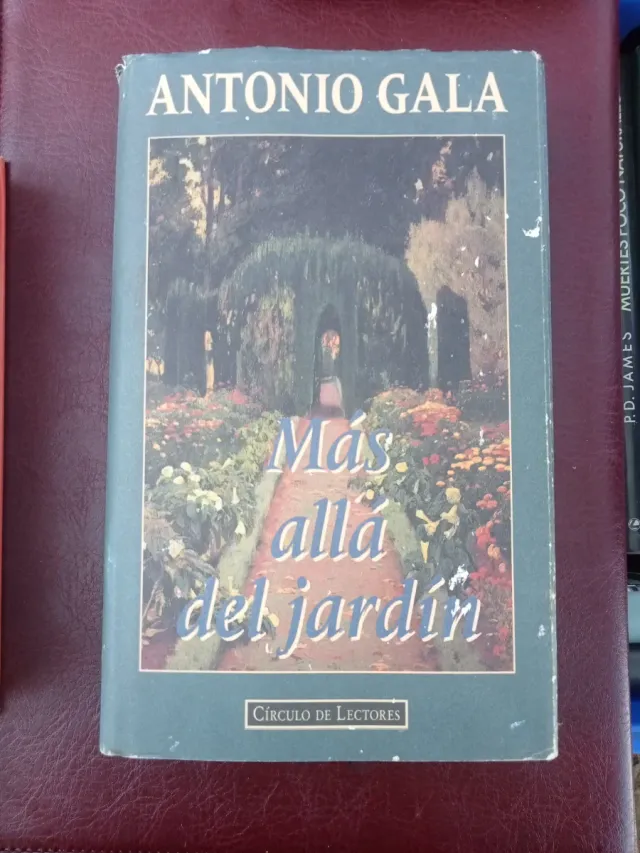 ANTONIO GALA
Más
allá
del jardín
CÍRCULO DE LECTORES
P.D. JAMES MUERTES POCO NATURALES